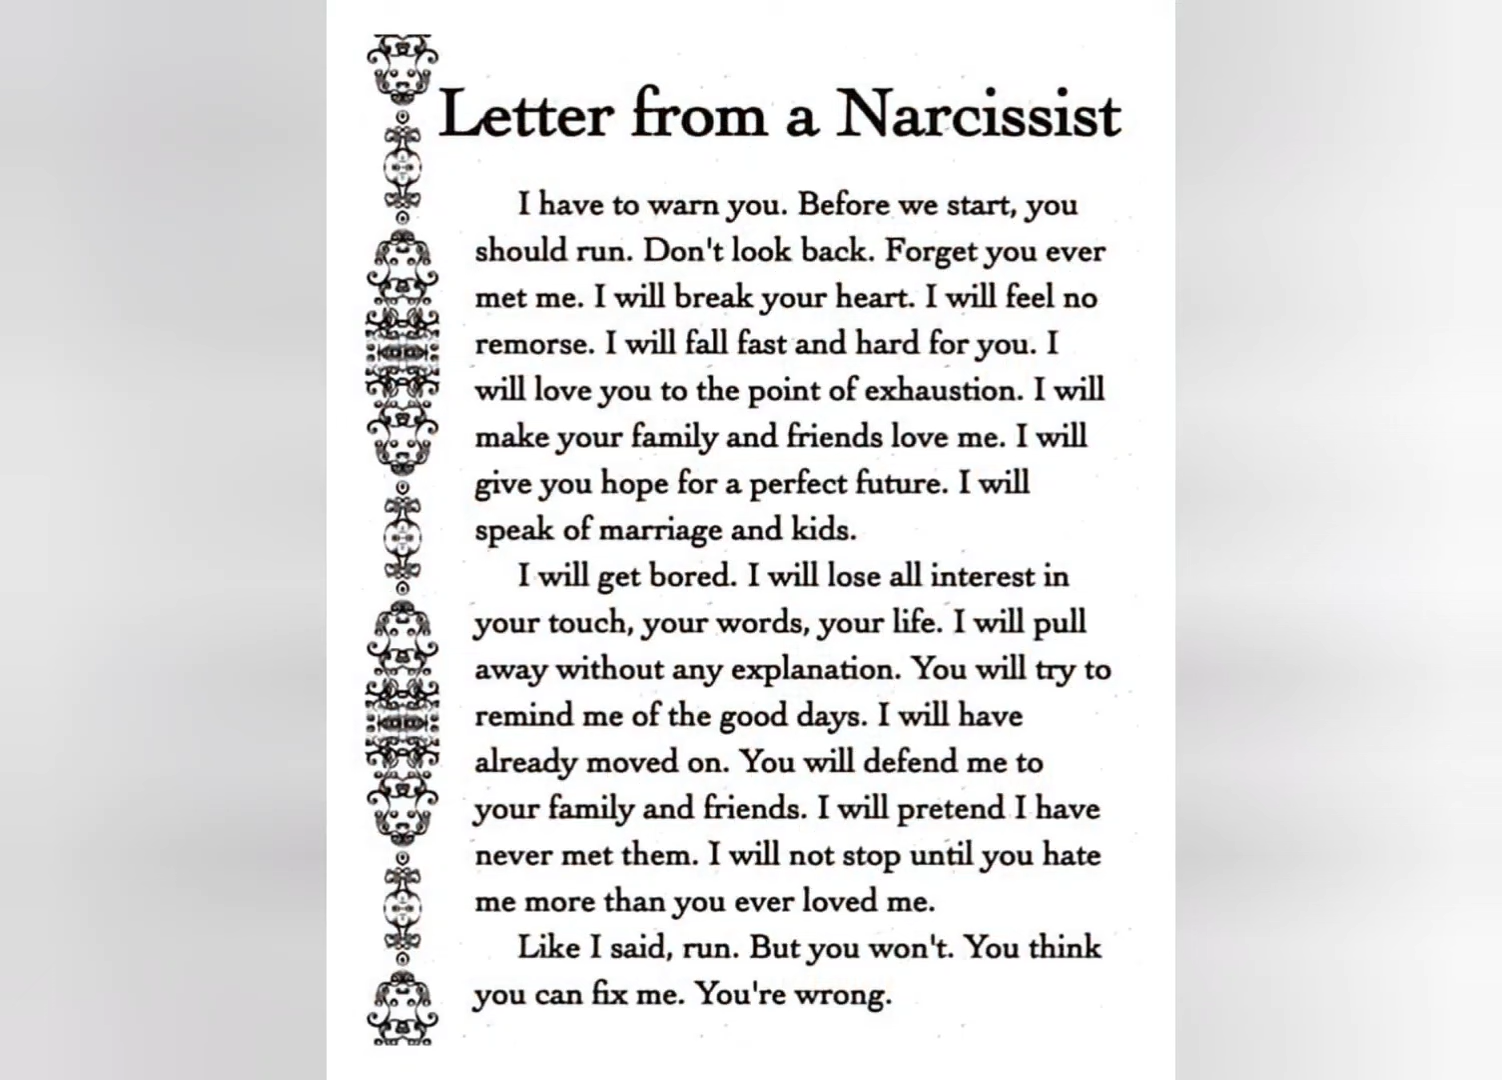 Letter from a Narcissist
I have to warn you. Before we start, you
should run. Don't look back. Forget you ever
met me. I will break your heart. I will feel no
remorse. I will fall fast and hard for you. I
will love you to the point of exhaustion. I will
make your family and friends love me. I will
give you hope for a perfect future. I will
speak of marriage and kids.
I will get bored. I will lose all interest in
your touch, your words, your life. I will pull
away without any explanation. You will try to
remind me of the good days. I will have
already moved on. You will defend me to
your family and friends. I will pretend I have
never met them. I will not stop until you hate
me more than you ever loved me.
Like I said, run. But you won't. You think
you can fix me. You're wrong.